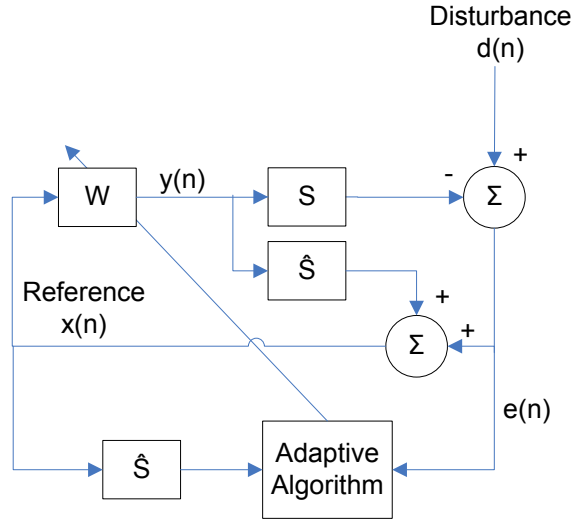 Disturbance
d(n)
+
-
W
y(n)
S
Σ
Ŝ
+
Reference
x(n)
Σ
+
e(n)
Ŝ
Adaptive
Algorithm